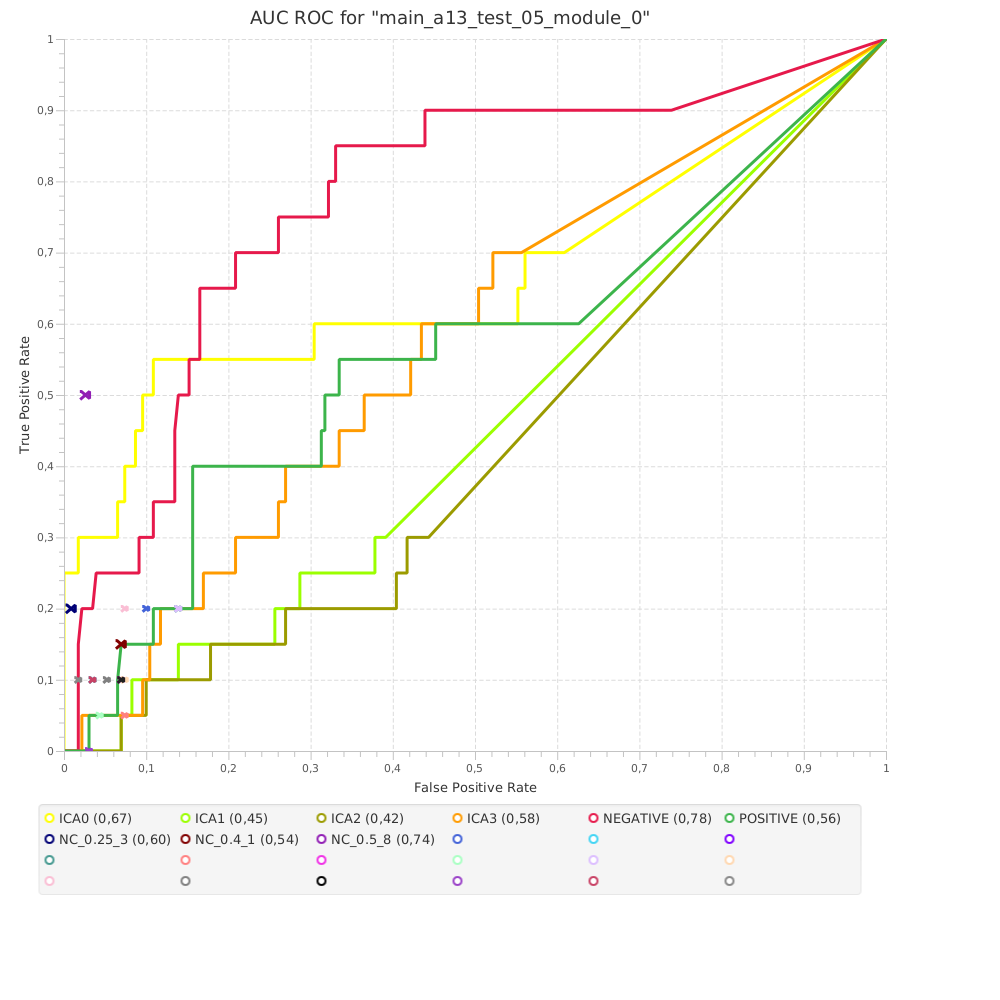 AUC ROC for "main_a13_test_05_module_0"
1
0,9
0,8
0,7
0,6
0,5
0,4
0,3
0,2
0,1
0
True Positive Rate
0 0,1 0,2 0,3 0,4 0,5 0,6 0,7 0,8 0,9 1
False Positive Rate
ICA0 (0,67) ICA1 (0,45) ICA2 (0,42) ICA3 (0,58) NEGATIVE (0,78) POSITIVE (0,56)
NC_0.25_3 (0,60) NC_0.4_1 (0,54) NC_0.5_8 (0,74)